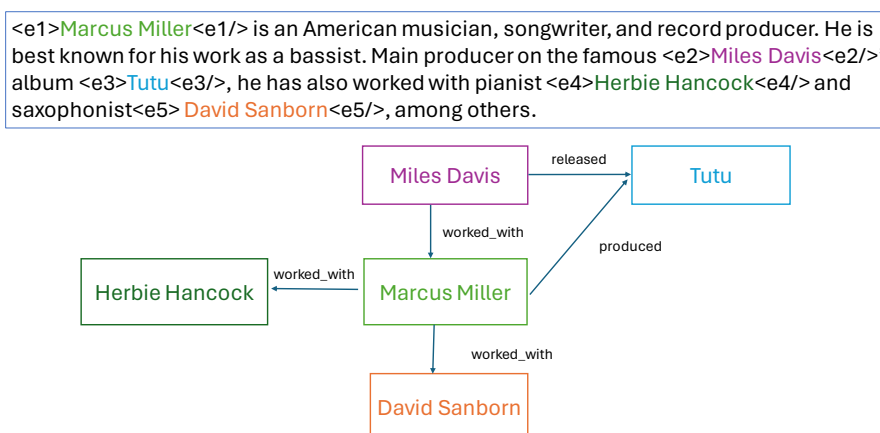 <e1>Marcus Miller<e1/> is an American musician, songwriter, and record producer. He is
best known for his work as a bassist. Main producer on the famous <e2>Miles Davis<e2/>'
album <e3>Tutu<e3/>, he has also worked with pianist <e4>Herbie Hancock<e4/> and
saxophonist<e5> David Sanborn<e5/>, among others.
released
Miles Davis
Tutu
worked_with
produced
worked_with
Herbie Hancock
Marcus Miller
worked_with
David Sanborn